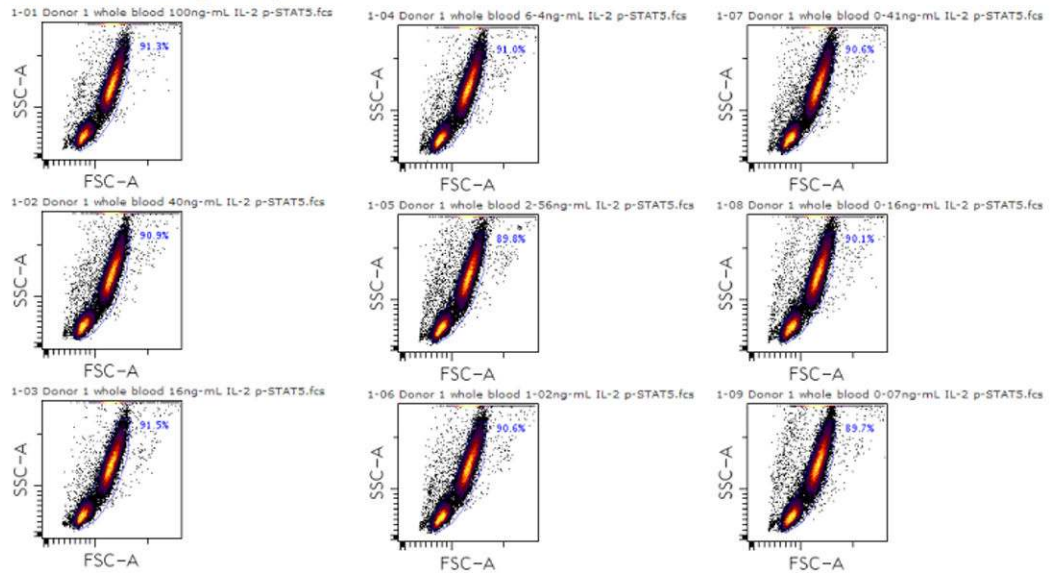 1-01 Donor 1 whole blood 100ng-mL IL-2 p-STAT5.fcs
91.3%
SSC-A
FSC-A
1-04 Donor 1 whole blood 6-4ng-mL IL-2 p-STAT5.fcs
91.0%
SSC-A
FSC-A
1-07 Donor 1 whole blood 0-41ng-mL IL-2 p-STAT5.fcs
90.6%
SSC-A
FSC-A
1-02 Donor 1 whole blood 40ng-mL IL-2 p-STAT5.fcs
90.9%
SSC-A
FSC-A
1-05 Donor 1 whole blood 2-56ng-mL IL-2 p-STAT5.fcs
89.8%
SSC-A
FSC-A
1-08 Donor 1 whole blood 0-16ng-mL IL-2 p-STAT5.fcs
90.1%
SSC-A
FSC-A
1-03 Donor 1 whole blood 16ng-mL IL-2 p-STAT5.fcs
91.5%
SSC-A
FSC-A
1-06 Donor 1 whole blood 1-02ng-mL IL-2 p-STAT5.fcs
90.6%
SSC-A
FSC-A
1-09 Donor 1 whole blood 0-07ng-mL IL-2 p-STAT5.fcs
89.7%
SSC-A
FSC-A